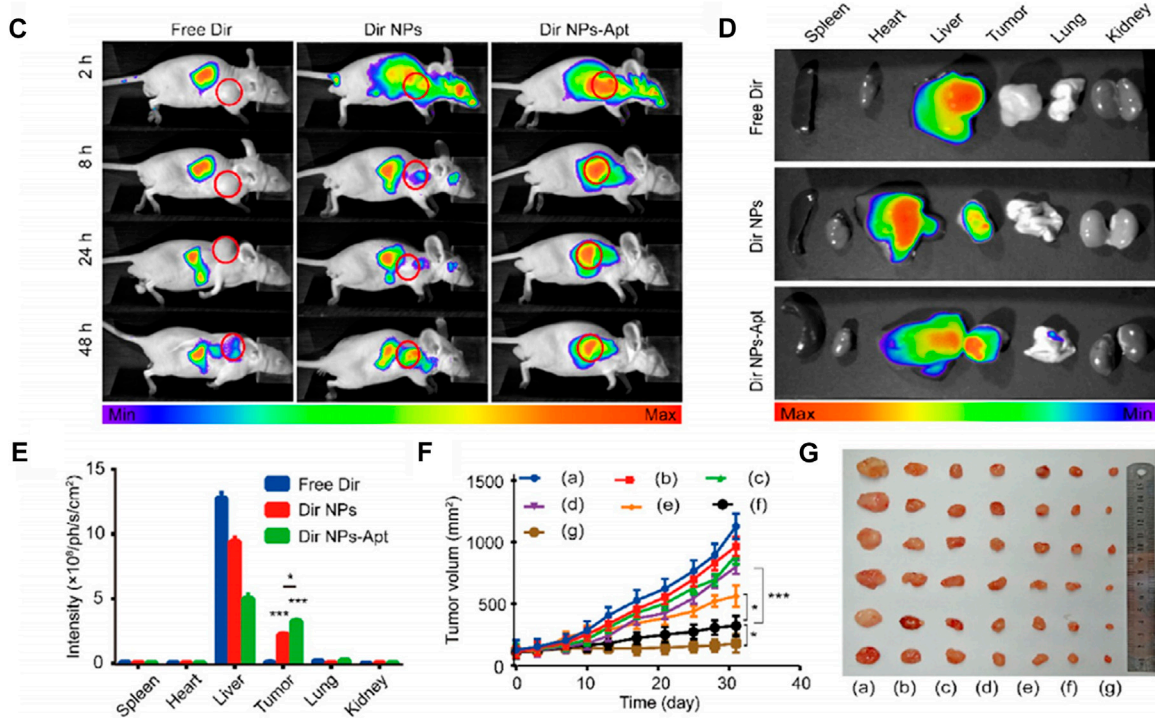 C
Free Dir
Dir NPs
Dir NPs-Apt
2 h
8 h
24 h
48 h
Min
Max
D
Spleen
Heart
Liver
Tumor
Lung
Kidney
Free Dir
Dir NPs
Dir NPs-Apt
Max
Min
E
Intensity (×10⁹/ph/s/cm²)
15
10
5
0
Free Dir
Dir NPs
Dir NPs-Apt
*
***
***
Spleen
Heart
Liver
Tumor
Lung
Kidney
F
Tumor volum (mm²)
1500
1000
500
0
(a)
(b)
(c)
(d)
(e)
(f)
(g)
***
*
*
0
10
20
30
40
Time (day)
G
(a)
(b)
(c)
(d)
(e)
(f)
(g)